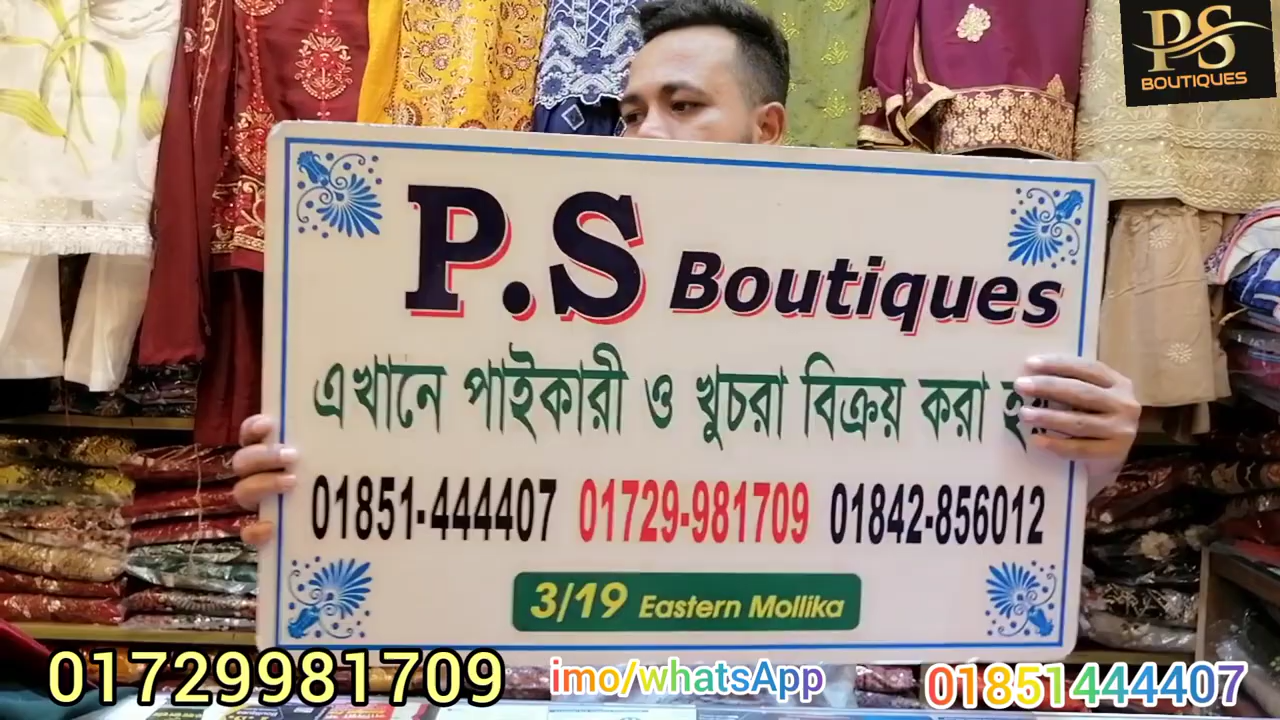 PS
BOUTIQUES
P.S Boutiques
এখানে পাইকারী ও খুচরা বিক্রয় করা
01851-444407 01729-981709 01842-856012
3/19 Eastern Mollika
01729981709 imo/whatsApp 01851444407